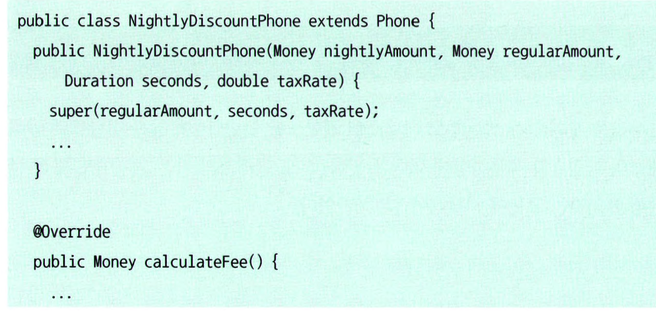 public class NightlyDiscountPhone extends Phone {
public NightlyDiscountPhone(Money nightlyAmount, Money regularAmount,
Duration seconds, double taxRate) {
super(regularAmount, seconds, taxRate);
...
}
@Override
public Money calculateFee() {
...